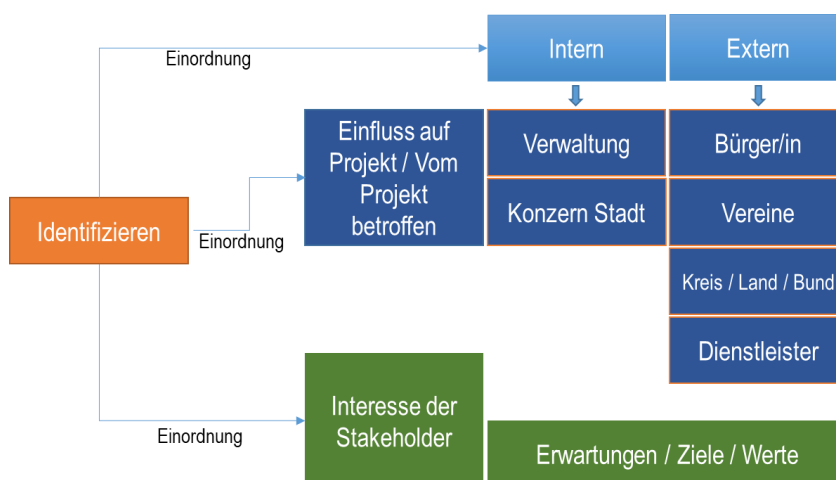 Einordnung
Intern
Extern
Einfluss auf
Projekt / Vom
Projekt
betroffen
Verwaltung
Bürger/in
Identifizieren
Einordnung
Konzern Stadt
Vereine
Kreis / Land / Bund
Dienstleister
Einordnung
Interesse der
Stakeholder
Erwartungen / Ziele / Werte